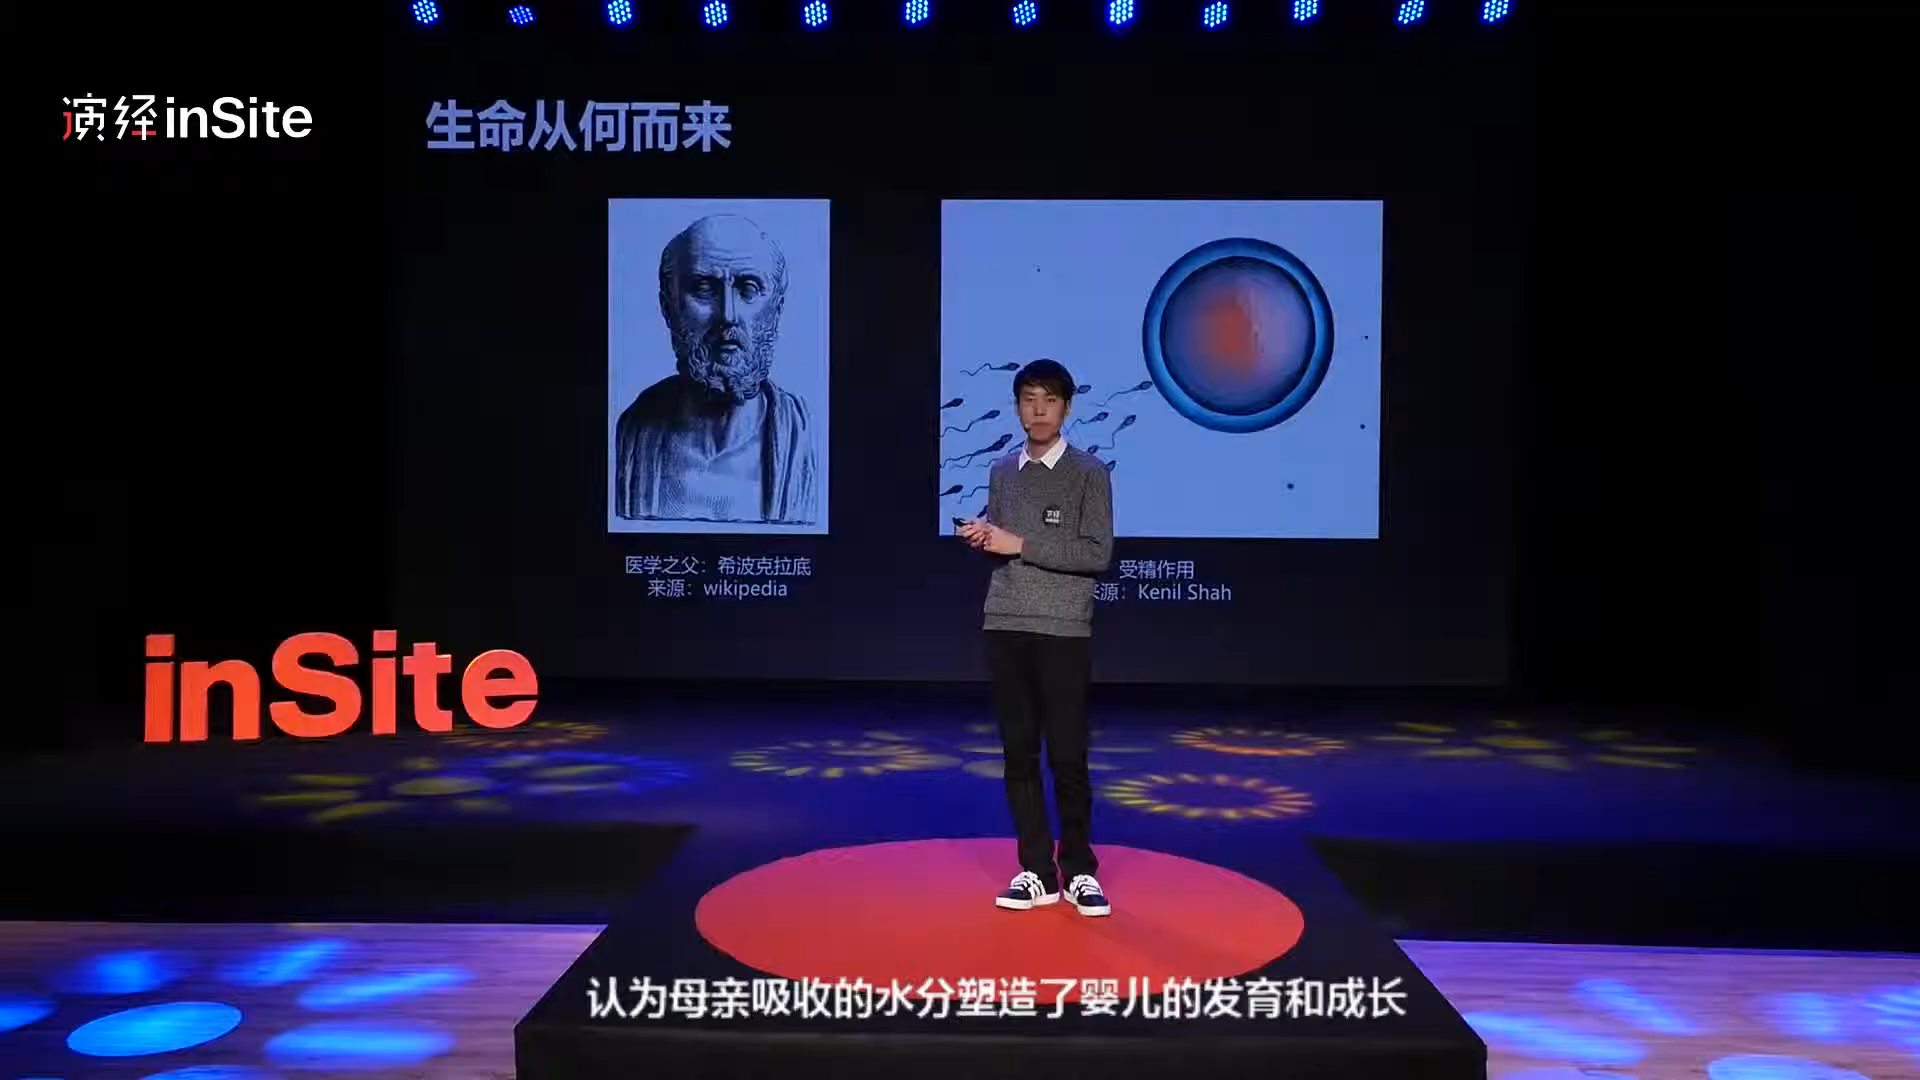 演绎inSite
生命从何而来
医学之父：希波克拉底
来源：wikipedia
受精作用
来源：Kenil Shah
inSite
认为母亲吸收的水分塑造了婴儿的发育和成长